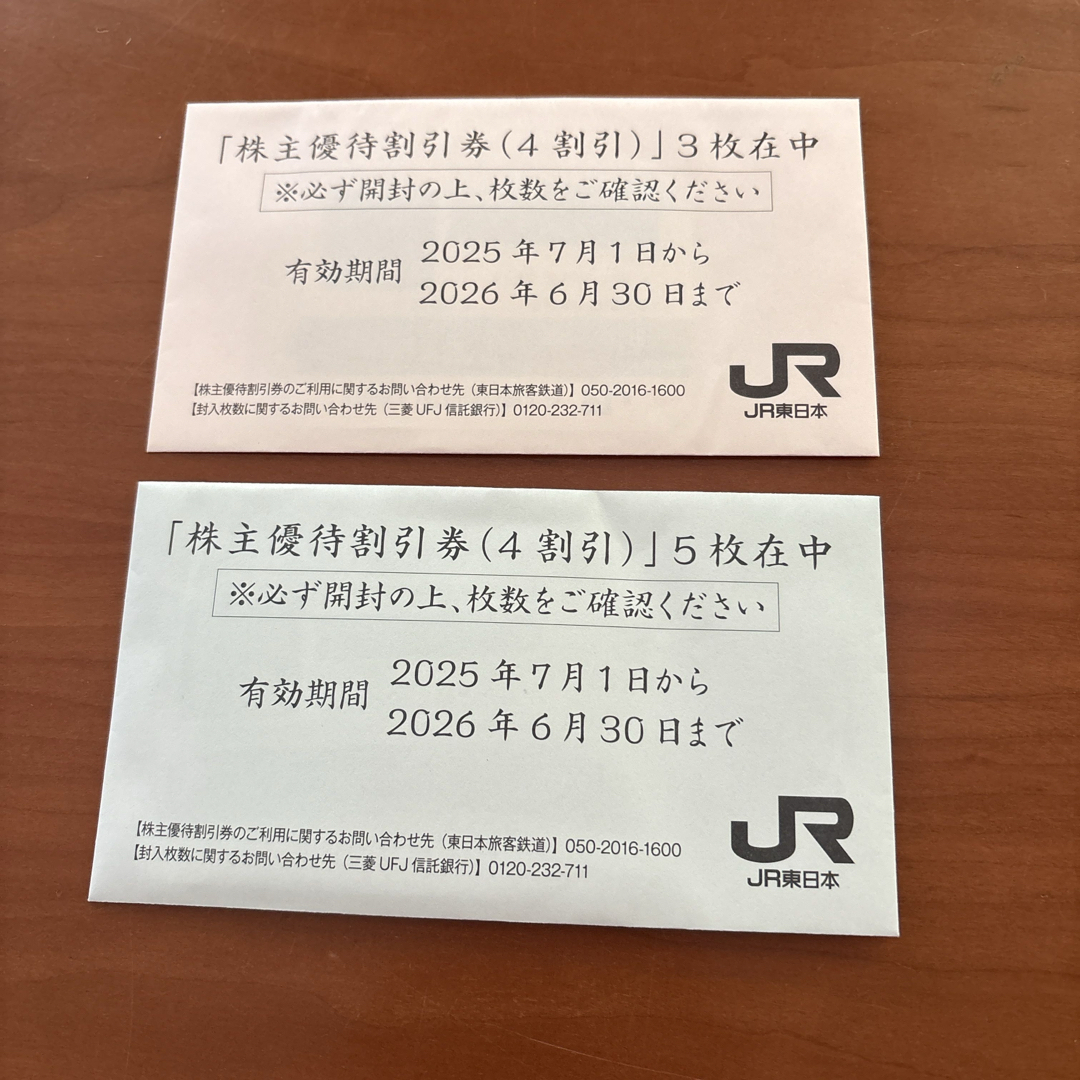 「株主優待割引券(4割引)」3枚在中
※必ず開封の上、枚数をご確認ください
有効期間 2025年7月1日から
2026年6月30日まで
【株主優待割引券のご利用に関するお問い合わせ先（東日本旅客鉄道）】050-2016-1600
【封入枚数に関するお問い合わせ先（三菱UFJ信託銀行）】0120-232-711
JR
JR東日本
「株主優待割引券(4割引)」5枚在中
※必ず開封の上、枚数をご確認ください
有効期間 2025年7月1日から
2026年6月30日まで
【株主優待割引券のご利用に関するお問い合わせ先（東日本旅客鉄道）】050-2016-1600
【封入枚数に関するお問い合わせ先（三菱UFJ信託銀行）】0120-232-711
JR
JR東日本